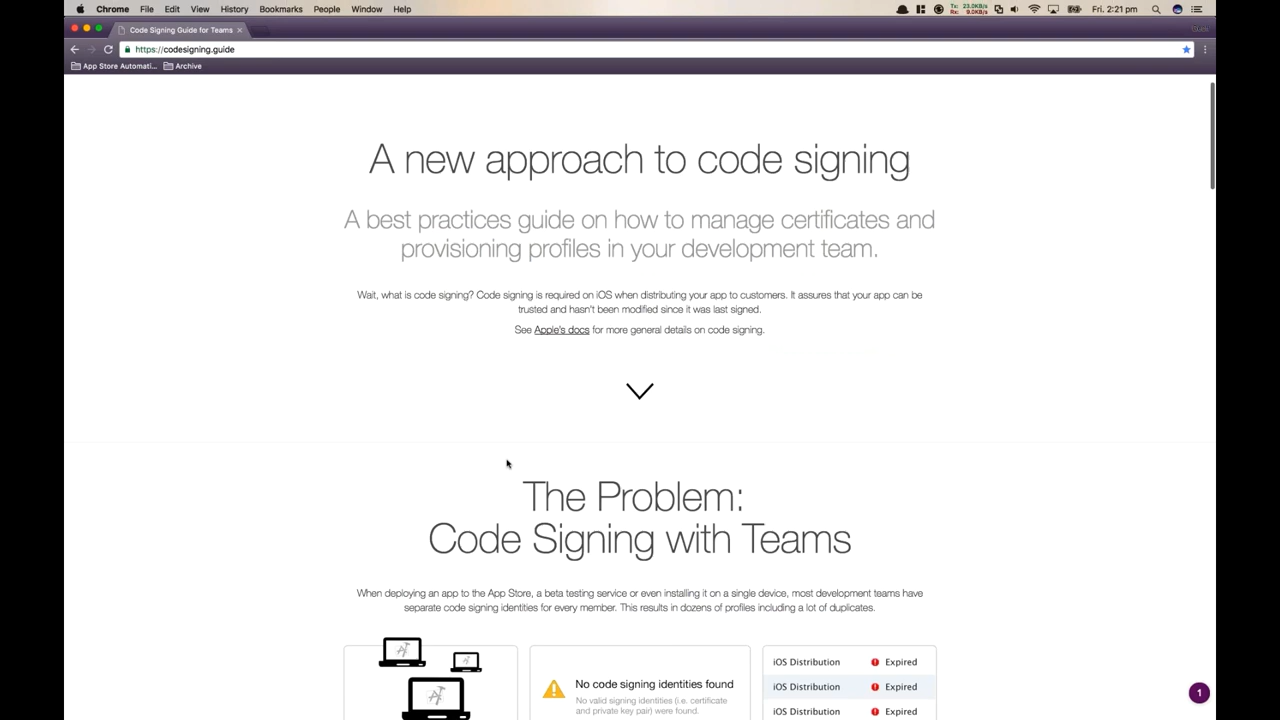 Chrome File Edit View History Bookmarks People Window Help
Tx: 23.0KB/s
Rx: 9.0KB/s
Fri. 2:21 pm
Code Signing Guide for Teams
https://codesigning.guide
App Store Automati... Archive
A new approach to code signing
A best practices guide on how to manage certificates and
provisioning profiles in your development team.
Wait, what is code signing? Code signing is required on iOS when distributing your app to customers. It assures that your app can be
trusted and hasn't been modified since it was last signed.
See Apple's docs for more general details on code signing.
The Problem:
Code Signing with Teams
When deploying an app to the App Store, a beta testing service or even installing it on a single device, most development teams have
separate code signing identities for every member. This results in dozens of profiles including a lot of duplicates.
No code signing identities found
No valid signing identities (i.e. certificate
and private key pair) were found.
iOS Distribution Expired
iOS Distribution Expired
iOS Distribution Expired
1